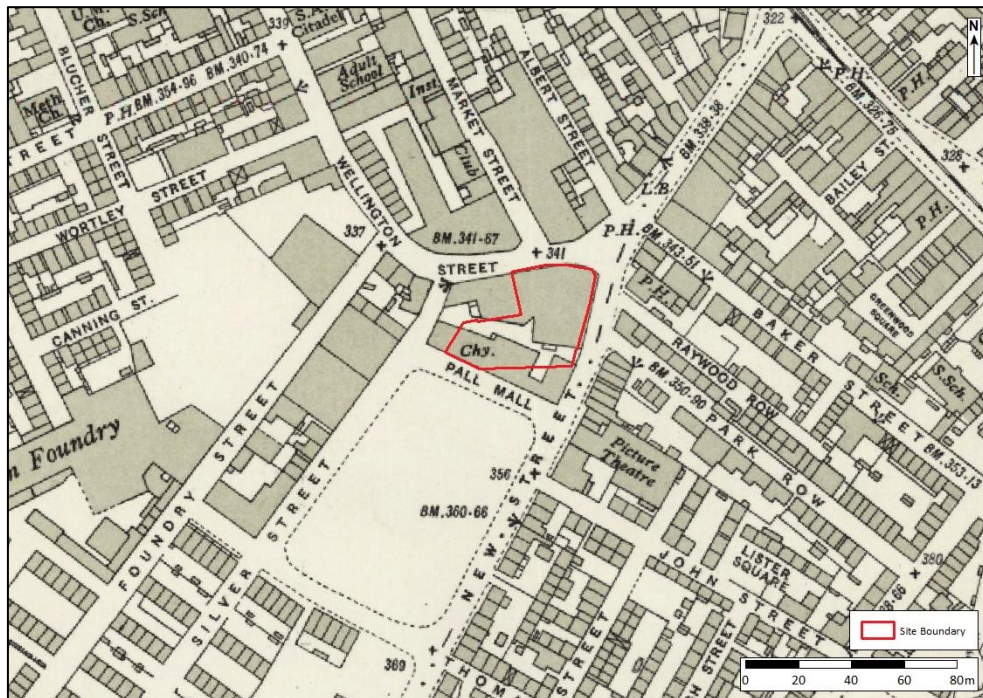 U.M. Ch.
S. Sch.
339
S.A. Citadel
322
P.H.
N
BLUCHER STREET
P.H. BM. 354·96
BM. 340·74
Adult School
Inst.
MARKET STREET
ALBERT STREET
BM. 338·38
BM. 326·75
P.H.
Meth. Ch.
STREET
Club
L.B.
BAILEY ST.
328
P.H.
WORTLEY STREET
WELLINGTON STREET
337
BM. 341·67
341
P.H.
BM. 343·51
P.H.
CANNING ST.
BAKER STREET
GREENWOOD SQUARE
Chy.
PALL MALL
RAYWOOD ROW
BM. 350·90
PARK ROW
Sch.
S. Sch.
BM. 353·13
Foundry
FOUNDRY STREET
SILVER STREET
NEW STREET
356
BM. 360·66
Picture Theatre
JOHN STREET
LISTER SQUARE
380
369
STREET
Site Boundary
0 20 40 60 80m